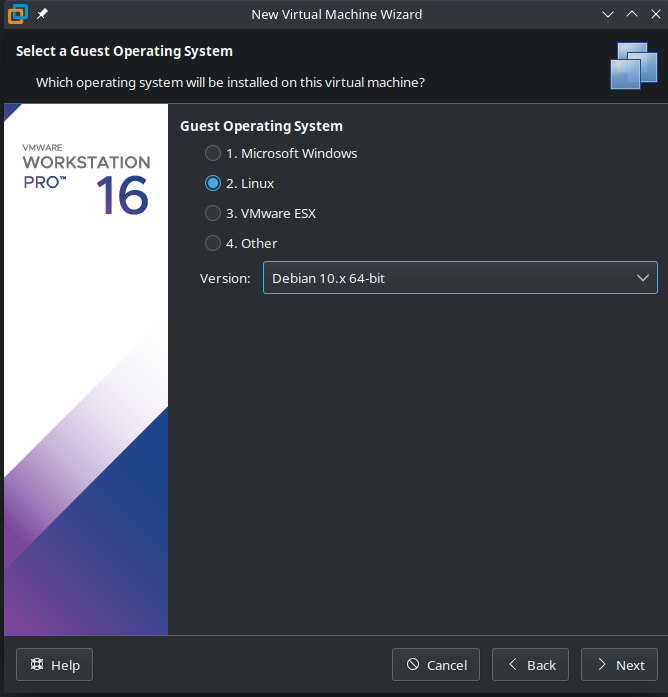 New Virtual Machine Wizard
Select a Guest Operating System
Which operating system will be installed on this virtual machine?
VMWARE
WORKSTATION
PRO™ 16
Guest Operating System
1. Microsoft Windows
2. Linux
3. VMware ESX
4. Other
Version: Debian 10.x 64-bit
Help Cancel Back Next